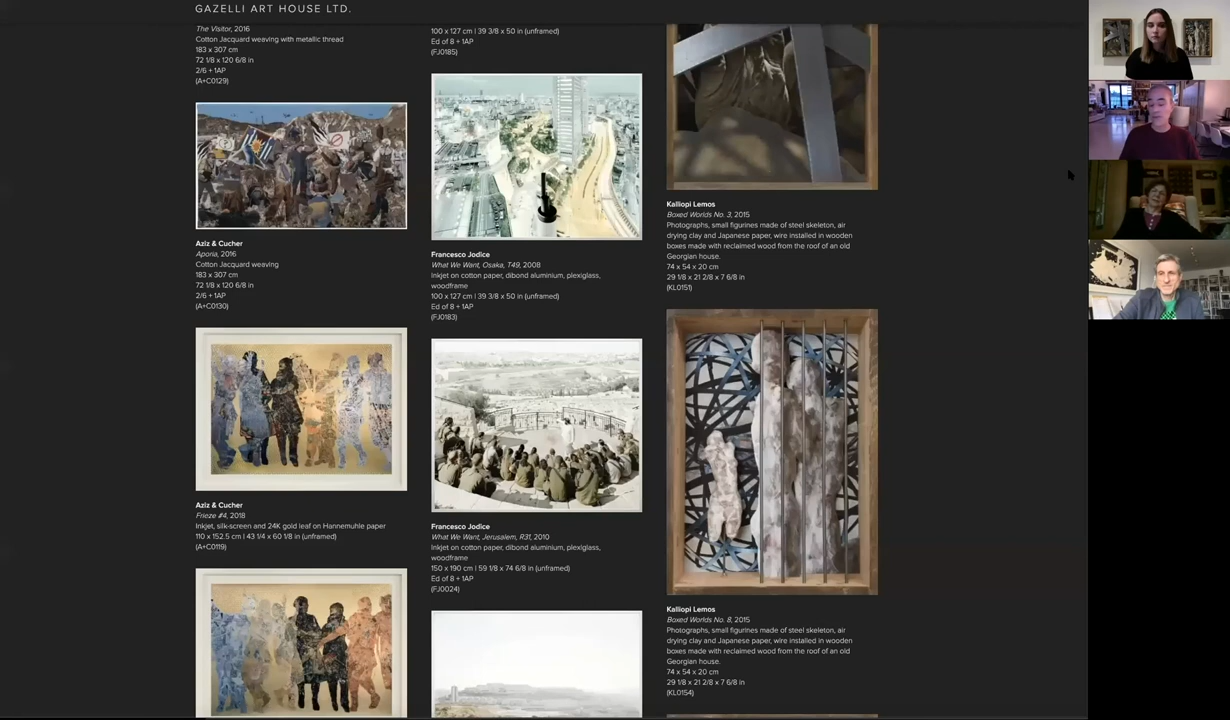 GAZELLI ART HOUSE LTD.
The Visitor, 2016
Cotton Jacquard weaving with metallic thread
183 x 307 cm
72 1/8 x 120 6/8 in
2/6 + 1AP
(A+C0129)
Aziz & Cucher
Aporia, 2016
Cotton Jacquard weaving
183 x 307 cm
72 1/8 x 120 6/8 in
2/6 + 1AP
(A+C0130)
Aziz & Cucher
Frieze #4, 2018
Inkjet, silk-screen and 24K gold leaf on Hannemuhle paper
110 x 152.5 cm | 43 1/4 x 60 1/8 in (unframed)
(A+C0119)
100 x 127 cm | 39 3/8 x 50 in (unframed)
Ed of 8 + 1AP
(FJ0185)
Francesco Jodice
What We Want, Osaka, T49, 2008
Inkjet on cotton paper, dibond aluminium, plexiglass,
woodframe
100 x 127 cm | 39 3/8 x 50 in (unframed)
Ed of 8 + 1AP
(FJ0183)
Francesco Jodice
What We Want, Jerusalem, R31, 2010
Inkjet on cotton paper, dibond aluminium, plexiglass,
woodframe
150 x 190 cm | 59 1/8 x 74 6/8 in (unframed)
Ed of 8 + 1AP
(FJ0024)
Kalliopi Lemos
Boxed Worlds No. 3, 2015
Photographs, small figurines made of steel skeleton, air
drying clay and Japanese paper, wire installed in wooden
boxes made with reclaimed wood from the roof of an old
Georgian house.
74 x 54 x 20 cm
29 1/8 x 21 2/8 x 7 6/8 in
(KL0151)
Kalliopi Lemos
Boxed Worlds No. 8, 2015
Photographs, small figurines made of steel skeleton, air
drying clay and Japanese paper, wire installed in wooden
boxes made with reclaimed wood from the roof of an old
Georgian house.
74 x 54 x 20 cm
29 1/8 x 21 2/8 x 7 6/8 in
(KL0154)